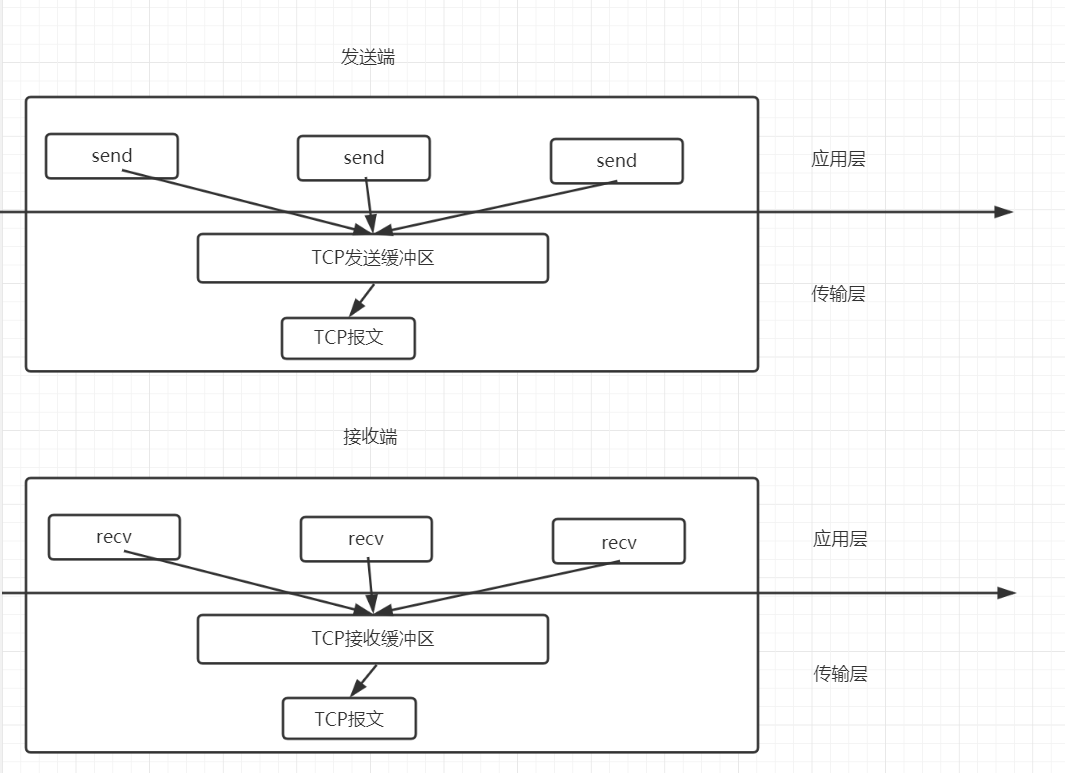 发送端
send
send
send
应用层
TCP发送缓冲区
传输层
TCP报文
接收端
recv
recv
recv
应用层
TCP接收缓冲区
传输层
TCP报文